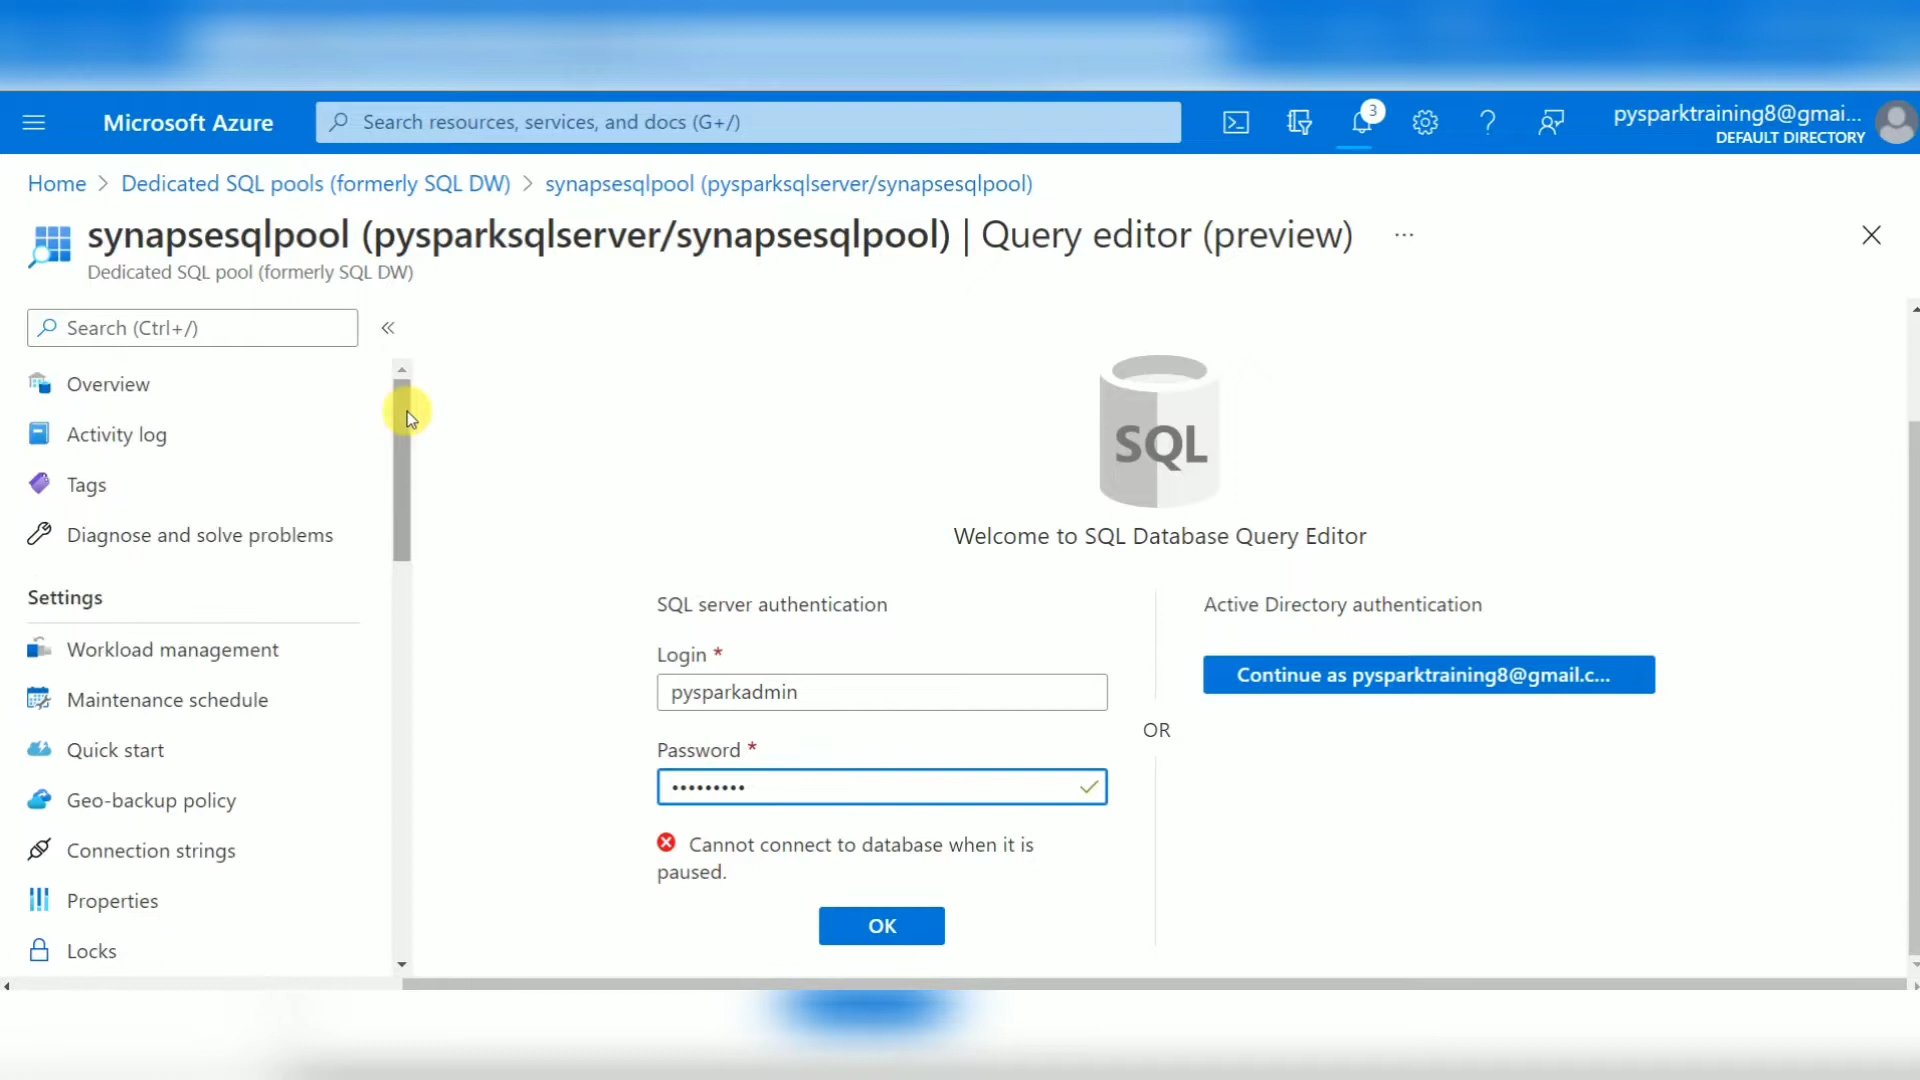 Microsoft Azure
Search resources, services, and docs (G+/)
3
pysparktraining8@gmai...
DEFAULT DIRECTORY
Home > Dedicated SQL pools (formerly SQL DW) > synapsesqlpool (pysparksqlserver/synapsesqlpool)
synapsesqlpool (pysparksqlserver/synapsesqlpool) | Query editor (preview) ...
Dedicated SQL pool (formerly SQL DW)
Search (Ctrl+/)
Overview
Activity log
Tags
Diagnose and solve problems
Settings
Workload management
Maintenance schedule
Quick start
Geo-backup policy
Connection strings
Properties
Locks
SQL
Welcome to SQL Database Query Editor
SQL server authentication
Login *
pysparkadmin
Password *
•••••••••
Cannot connect to database when it is
paused.
OK
OR
Active Directory authentication
Continue as pysparktraining8@gmail.c...